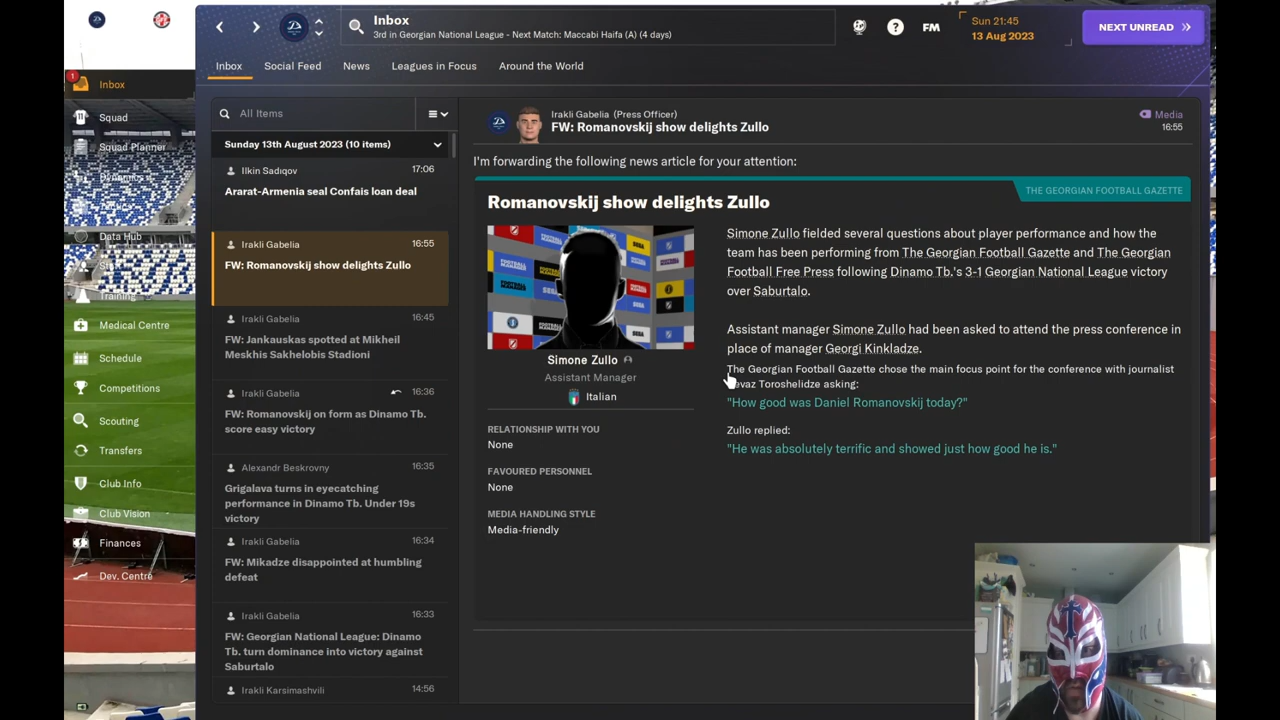 Inbox
3rd in Georgian National League - Next Match: Maccabi Haifa (A) (4 days)
FM
Sun 21:45
13 Aug 2023
NEXT UNREAD
Inbox
Social Feed
News
Leagues in Focus
Around the World
1
Inbox
Squad
Squad Planner
Data Hub
Training
Medical Centre
Schedule
Competitions
Scouting
Transfers
Club Info
Club Vision
Finances
Dev. Centre
All Items
Sunday 13th August 2023 (10 items)
Ilkin Sadıqov
17:06
Ararat-Armenia seal Confais loan deal
Irakli Gabelia
16:55
FW: Romanovskij show delights Zullo
Irakli Gabelia
16:45
FW: Jankauskas spotted at Mikheil
Meskhis Sakhelobis Stadioni
Irakli Gabelia
16:36
FW: Romanovskij on form as Dinamo Tb.
score easy victory
Alexandr Beskrovny
16:35
Grigalava turns in eyecatching
performance in Dinamo Tb. Under 19s
victory
Irakli Gabelia
16:34
FW: Mikadze disappointed at humbling
defeat
Irakli Gabelia
16:33
FW: Georgian National League: Dinamo
Tb. turn dominance into victory against
Saburtalo
Irakli Karsimashvili
14:56
Irakli Gabelia (Press Officer)
FW: Romanovskij show delights Zullo
Media
16:55
I'm forwarding the following news article for your attention:
THE GEORGIAN FOOTBALL GAZETTE
Romanovskij show delights Zullo
Simone Zullo
Assistant Manager
Italian
RELATIONSHIP WITH YOU
None
FAVOURED PERSONNEL
None
MEDIA HANDLING STYLE
Media-friendly
Simone Zullo fielded several questions about player performance and how the
team has been performing from The Georgian Football Gazette and The Georgian
Football Free Press following Dinamo Tb.'s 3-1 Georgian National League victory
over Saburtalo.
Assistant manager Simone Zullo had been asked to attend the press conference in
place of manager Georgi Kinkladze.
The Georgian Football Gazette chose the main focus point for the conference with journalist
Toroshelidze asking:
"How good was Daniel Romanovskij today?"
Zullo replied:
"He was absolutely terrific and showed just how good he is."